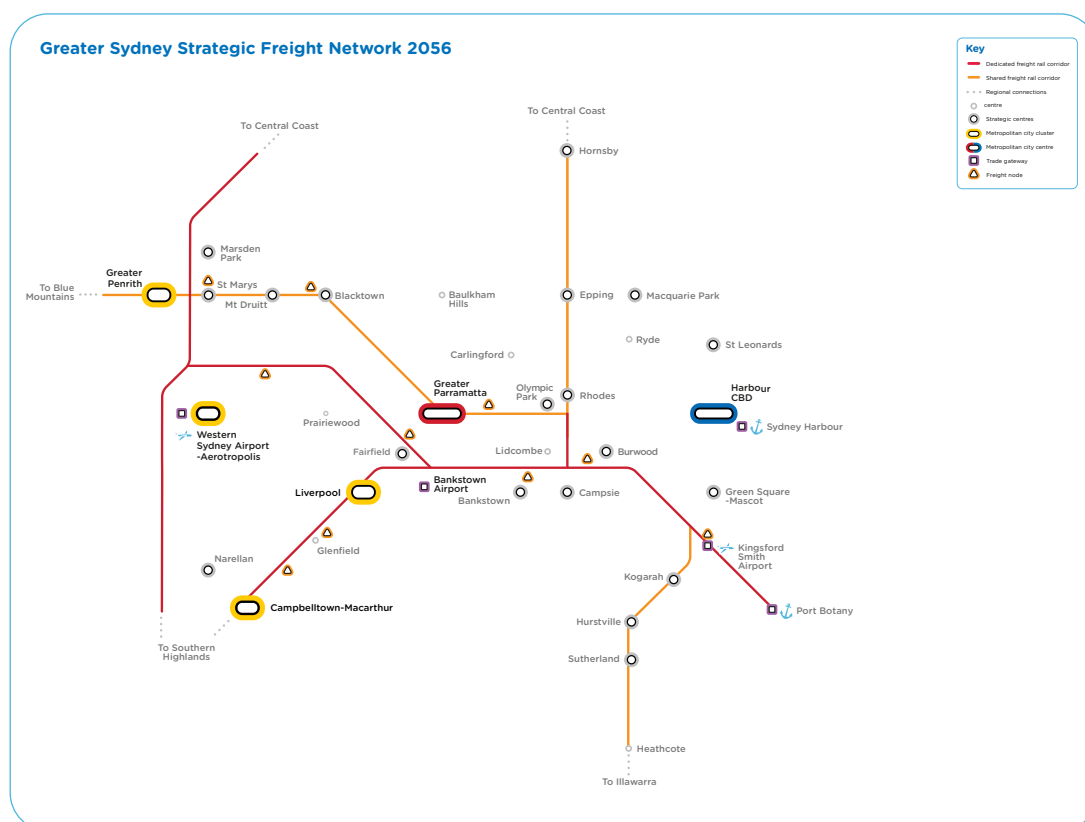 Greater Sydney Strategic Freight Network 2056
Key
Dedicated freight rail corridor
Shared freight rail corridor
Regional connections
centre
Strategic centres
Metropolitan city cluster
Metropolitan city centre
Trade gateway
Freight node
To Central Coast
To Central Coast
Hornsby
Marsden
Park
Greater
Penrith
St Marys
To Blue
Mountains
Mt Druitt
Blacktown
Baulkham
Hills
Epping
Macquarie Park
Ryde
St Leonards
Carlingford
Greater
Parramatta
Olympic
Park
Rhodes
Harbour
CBD
Prairiewood
Sydney Harbour
Western
Sydney Airport
-Aerotropolis
Fairfield
Lidcombe
Burwood
Liverpool
Bankstown
Airport
Bankstown
Campsie
Green Square
-Mascot
Glenfield
Kingsford
Smith
Airport
Narellan
Kogarah
Campbelltown-Macarthur
Port Botany
Hurstville
To Southern
Highlands
Sutherland
Heathcote
To Illawarra